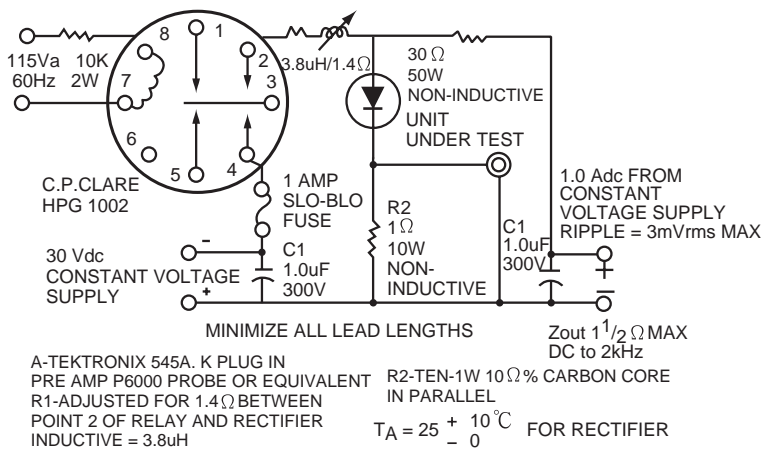 115Va
60Hz
10K
2W
8
1
2
7
3
6
5
4
3.8uH/1.4Ω
30 Ω
50W
NON-INDUCTIVE
UNIT
UNDER TEST
C.P.CLARE
HPG 1002
1 AMP
SLO-BLO
FUSE
R2
1Ω
10W
NON-
INDUCTIVE
C1
1.0uF
300V
1.0 Adc FROM
CONSTANT
VOLTAGE SUPPLY
RIPPLE = 3mVrms MAX
30 Vdc
CONSTANT VOLTAGE
SUPPLY
-
+
C1
1.0uF
300V
+
-
MINIMIZE ALL LEAD LENGTHS
Zout 1 1/2 Ω MAX
DC to 2kHz
A-TEKTRONIX 545A. K PLUG IN
PRE AMP P6000 PROBE OR EQUIVALENT
R1-ADJUSTED FOR 1.4Ω BETWEEN
POINT 2 OF RELAY AND RECTIFIER
INDUCTIVE = 3.8uH
R2-TEN-1W 10Ω% CARBON CORE
IN PARALLEL
TA = 25 + 10℃ FOR RECTIFIER
- 0